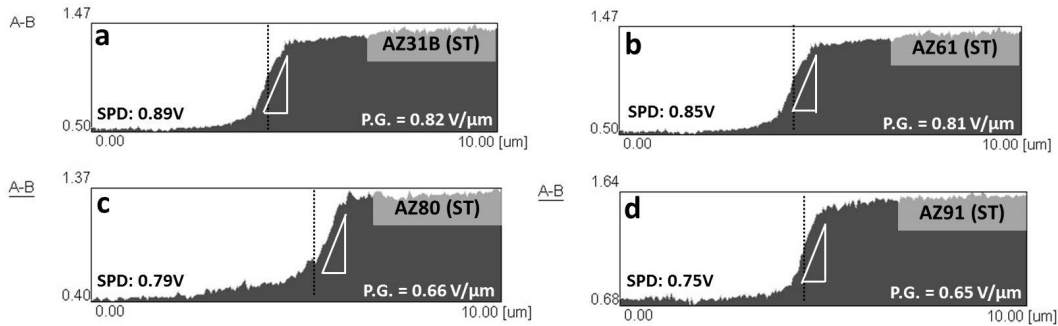 A-B
1.47
a
AZ31B (ST)
SPD: 0.89V
P.G. = 0.82 V/µm
0.50
0.00
10.00 [um]
1.47
b
AZ61 (ST)
SPD: 0.85V
P.G. = 0.81 V/µm
0.50
0.00
10.00 [um]
A-B
1.37
c
AZ80 (ST)
SPD: 0.79V
P.G. = 0.66 V/µm
0.40
0.00
10.00 [um]
A-B
1.64
d
AZ91 (ST)
SPD: 0.75V
P.G. = 0.65 V/µm
0.68
0.00
10.00 [um]